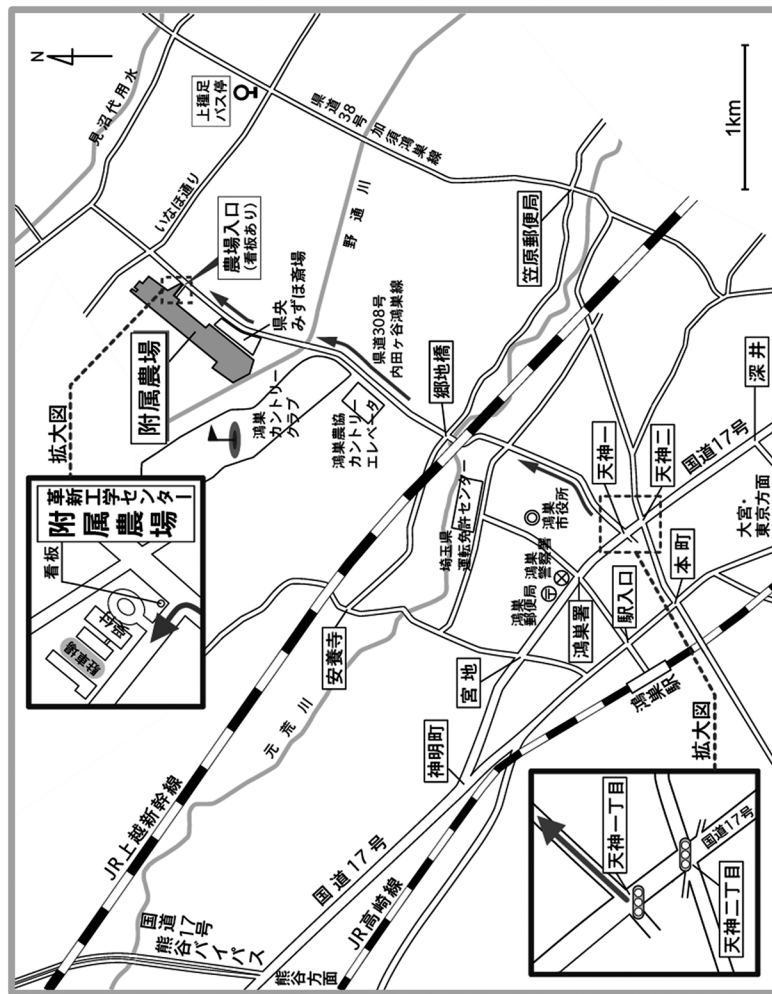 N
見沼代用水
上種足
バス停
県道
38号
加須鴻巣線
いなほ通り
農場入口
(看板あり)
県央
みずほ斎場
野通川
附属農場
拡大図
鴻巣
カントリー
クラブ
鴻巣農協
カントリー
エレベータ
県道308号
内田ヶ谷鴻巣線
笠原郵便局
1km
革新工学センター
附属農場
看板
受付
駐車場
郷地橋
埼玉県
運転免許センター
鴻巣
市役所
天神一
天神二
国道17号
深井
大宮・
東京方面
本町
駅入口
鴻巣
警察署
鴻巣
郵便局
鴻巣署
宮地
安養寺
元荒川
神明町
鴻巣駅
拡大図
JR上越新幹線
国道17号
JR高崎線
国道
17号
熊谷バイパス
熊谷方面
天神一丁目
国道17号
天神二丁目